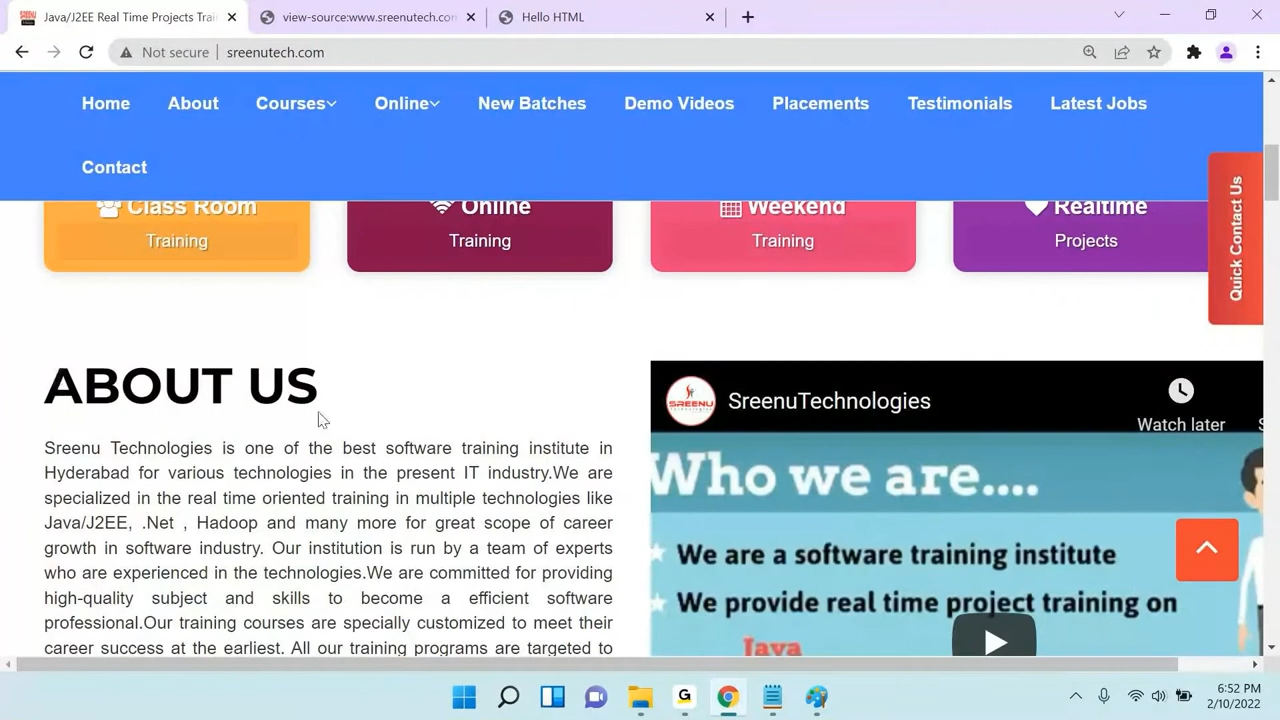 Java/J2EE Real Time Projects Trai
view-source:www.sreenutech.com
Hello HTML
Not secure
sreenutech.com
Home
About
Courses
Online
New Batches
Demo Videos
Placements
Testimonials
Latest Jobs
Contact
Quick Contact Us
Class Room
Training
Online
Training
Weekend
Training
Realtime
Projects
ABOUT US
Sreenu Technologies is one of the best software training institute in
Hyderabad for various technologies in the present IT industry.We are
specialized in the real time oriented training in multiple technologies like
Java/J2EE, .Net , Hadoop and many more for great scope of career
growth in software industry. Our institution is run by a team of experts
who are experienced in the technologies.We are committed for providing
high-quality subject and skills to become a efficient software
professional.Our training courses are specially customized to meet their
career success at the earliest. All our training programs are targeted to
SREENU
SreenuTechnologies
Watch later
Who we are....
We are a software training institute
We provide real time project training on
Java
G
6:52 PM
2/10/2022